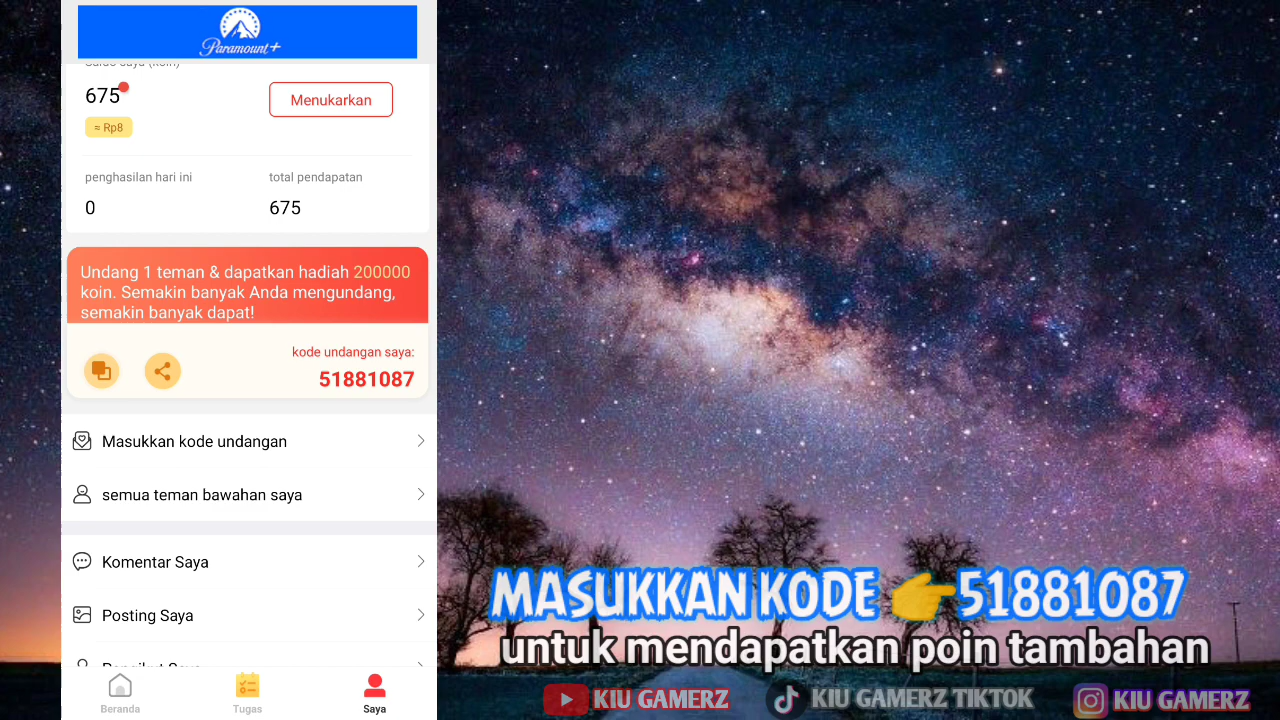 Paramount+
Saldo saya (koin)
675
Menukarkan
≈ Rp8
penghasilan hari ini
total pendapatan
0
675
Undang 1 teman & dapatkan hadiah 200000
koin. Semakin banyak Anda mengundang,
semakin banyak dapat!
kode undangan saya:
51881087
Masukkan kode undangan
semua teman bawahan saya
Komentar Saya
Posting Saya
Beranda
Tugas
Saya
MASUKKAN KODE 👉51881087
untuk mendapatkan poin tambahan
KIU GAMERZ
KIU GAMERZ TIKTOK
KIU GAMERZ